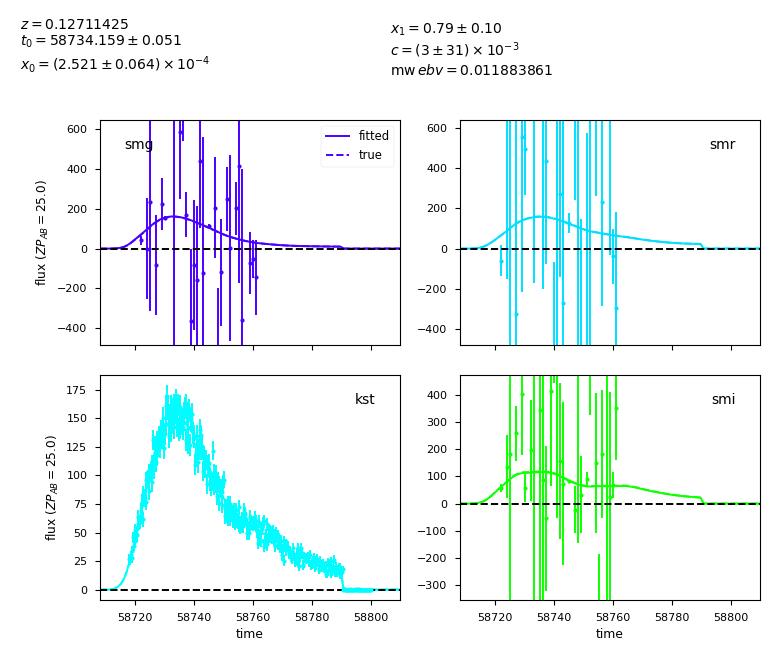 z = 0.12711425
t₀ = 58734.159 ± 0.051
x₀ = (2.521 ± 0.064) × 10⁻⁴
x₁ = 0.79 ± 0.10
c = (3 ± 31) × 10⁻³
mw ebv = 0.011883861
smg
fitted
true
600
400
200
0
−200
−400
flux (ZP_AB = 25.0)
smr
600
400
200
0
−200
−400
kst
175
150
125
100
75
50
25
0
flux (ZP_AB = 25.0)
58720 58740 58760 58780 58800
time
smi
400
300
200
100
0
−100
−200
−300
58720 58740 58760 58780 58800
time